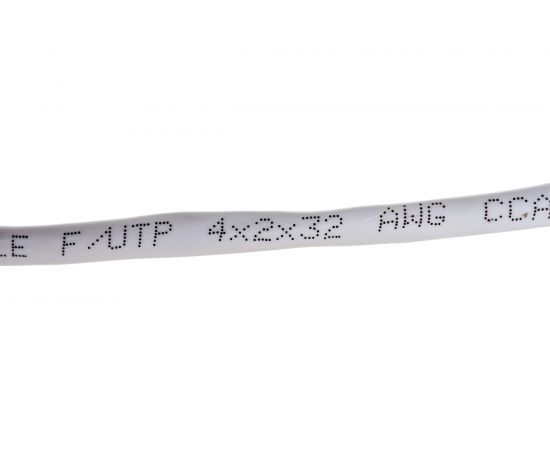 LE F/UTP 4x2x32 AWG CCA